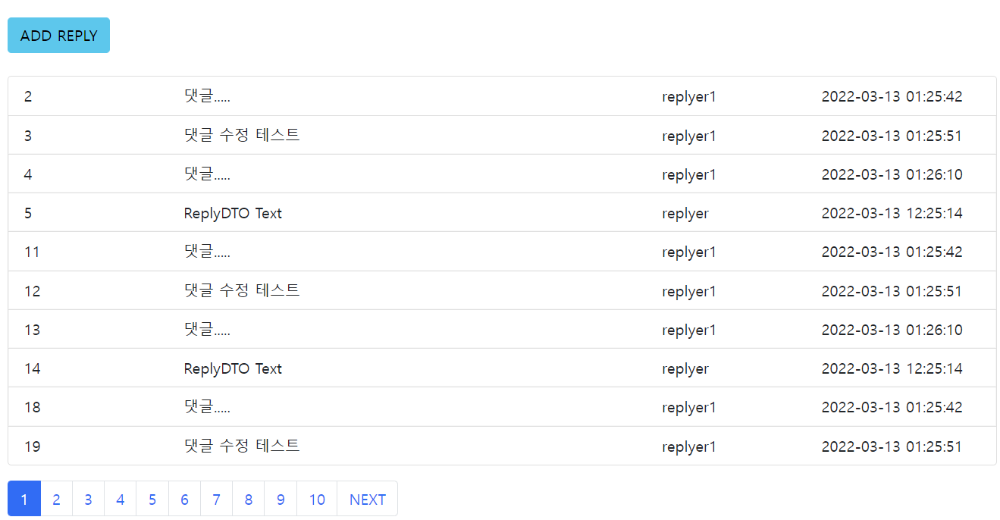 ADD REPLY
2 댓글..... replyer1 2022-03-13 01:25:42
3 댓글 수정 테스트 replyer1 2022-03-13 01:25:51
4 댓글..... replyer1 2022-03-13 01:26:10
5 ReplyDTO Text replyer 2022-03-13 12:25:14
11 댓글..... replyer1 2022-03-13 01:25:42
12 댓글 수정 테스트 replyer1 2022-03-13 01:25:51
13 댓글..... replyer1 2022-03-13 01:26:10
14 ReplyDTO Text replyer 2022-03-13 12:25:14
18 댓글..... replyer1 2022-03-13 01:25:42
19 댓글 수정 테스트 replyer1 2022-03-13 01:25:51
1 2 3 4 5 6 7 8 9 10 NEXT